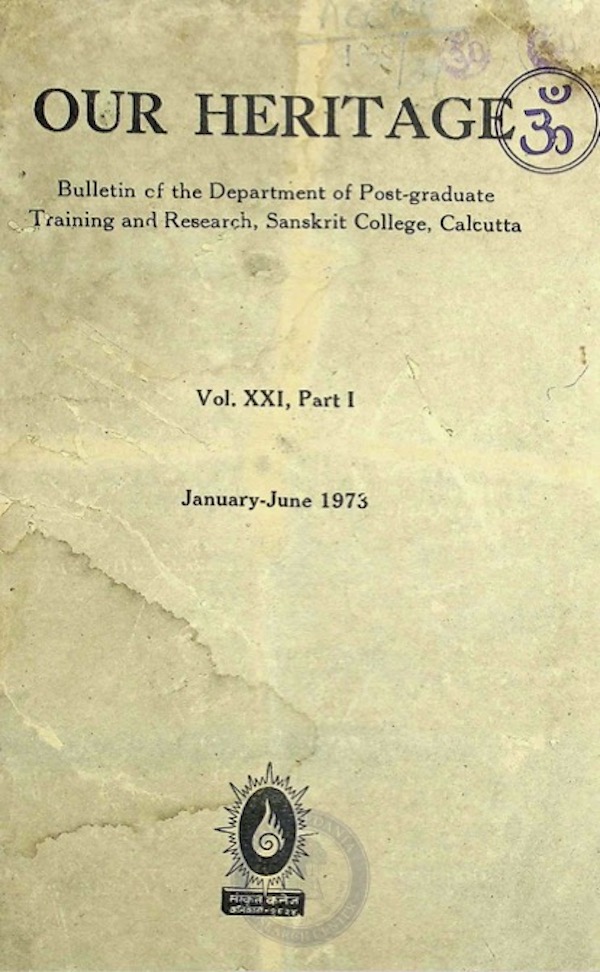 OUR HERITAGE
ॐ
Bulletin of the Department of Post-graduate
Training and Research, Sanskrit College, Calcutta
Vol. XXI, Part I
January-June 1973
संस्कृत कलेज